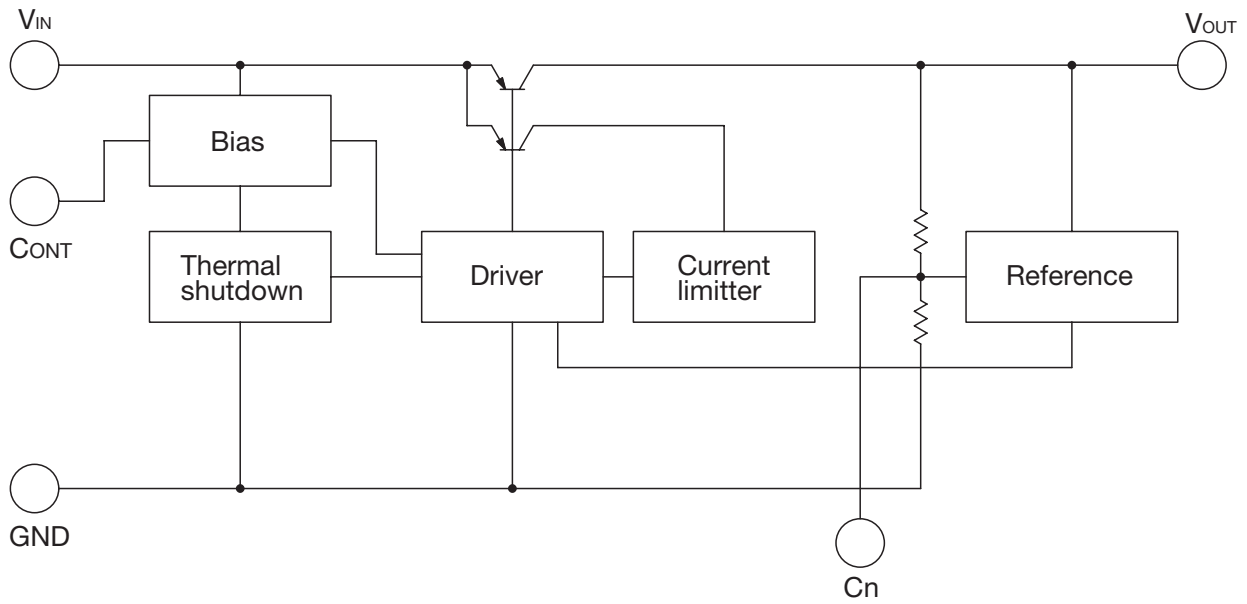 VIN
VOUT
Bias
CONT
Thermal
shutdown
Driver
Current
limitter
Reference
GND
Cn